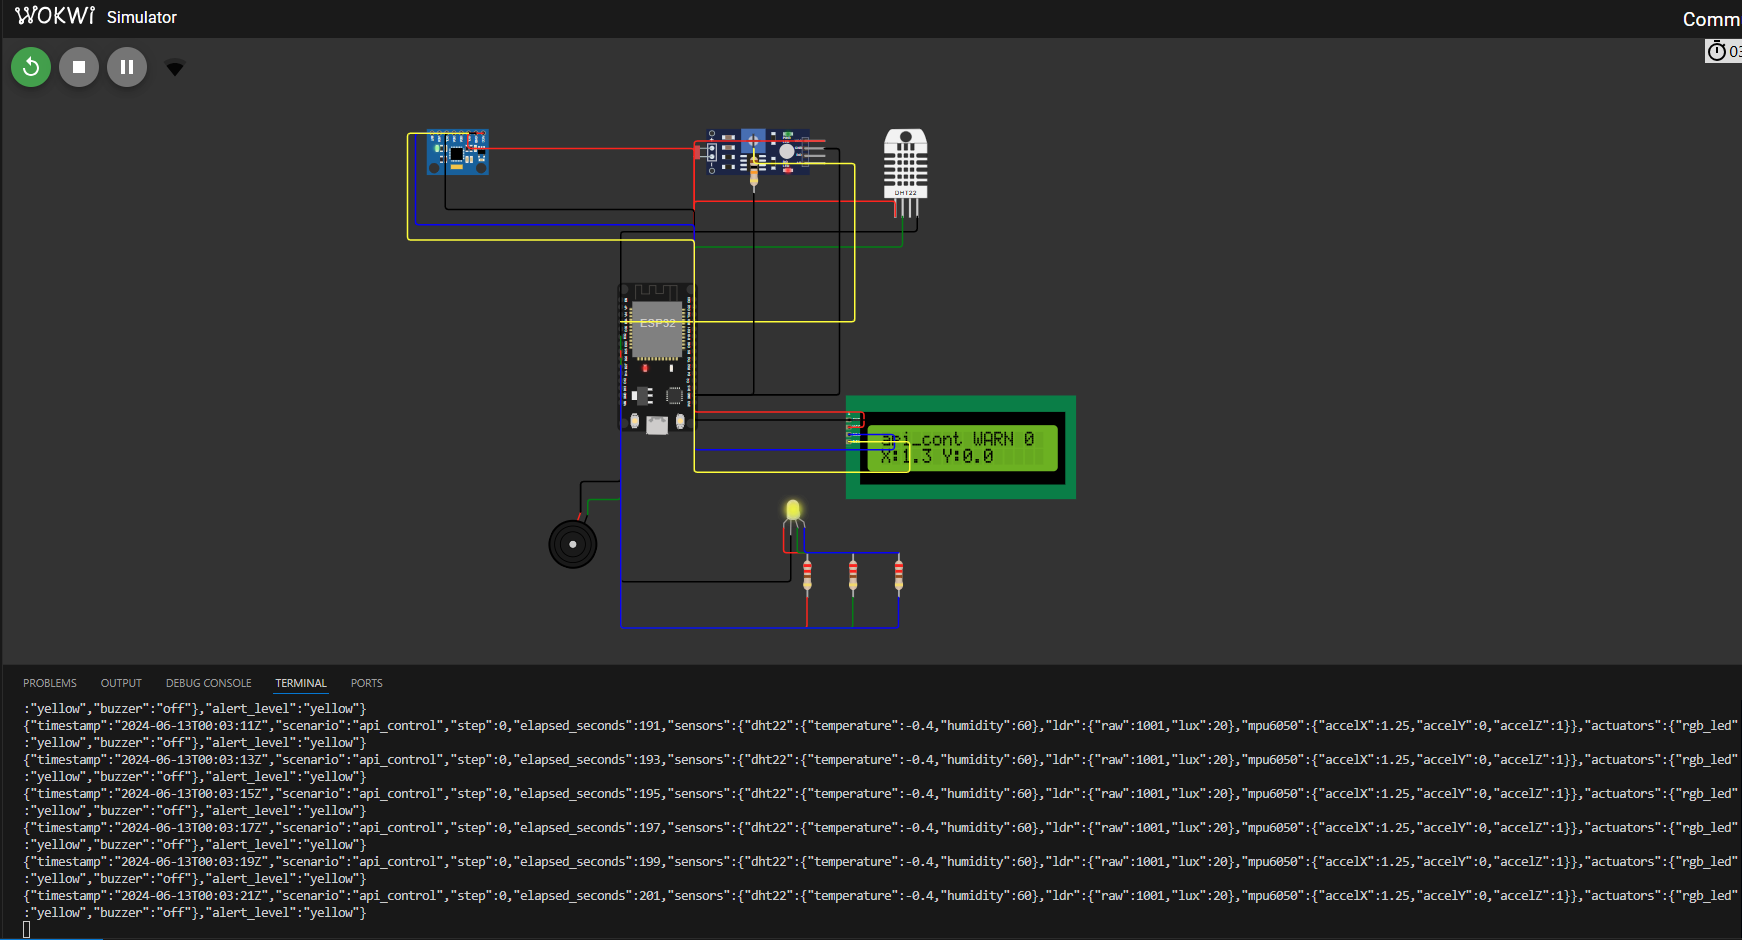 WOKWI Simulator
Comm
03
DHT22
ESP32
api_cont WARN 0
X:1.3 Y:0.0
PROBLEMS OUTPUT DEBUG CONSOLE TERMINAL PORTS
:"yellow","buzzer":"off"},"alert_level":"yellow"}
{"timestamp":"2024-06-13T00:03:11Z","scenario":"api_control","step":0,"elapsed_seconds":191,"sensors":{"dht22":{"temperature":-0.4,"humidity":60},"ldr":{"raw":1001,"lux":20},"mpu6050":{"accelX":1.25,"accelY":0,"accelZ":1}},"actuators":{"rgb_led"
:"yellow","buzzer":"off"},"alert_level":"yellow"}
{"timestamp":"2024-06-13T00:03:13Z","scenario":"api_control","step":0,"elapsed_seconds":193,"sensors":{"dht22":{"temperature":-0.4,"humidity":60},"ldr":{"raw":1001,"lux":20},"mpu6050":{"accelX":1.25,"accelY":0,"accelZ":1}},"actuators":{"rgb_led"
:"yellow","buzzer":"off"},"alert_level":"yellow"}
{"timestamp":"2024-06-13T00:03:15Z","scenario":"api_control","step":0,"elapsed_seconds":195,"sensors":{"dht22":{"temperature":-0.4,"humidity":60},"ldr":{"raw":1001,"lux":20},"mpu6050":{"accelX":1.25,"accelY":0,"accelZ":1}},"actuators":{"rgb_led"
:"yellow","buzzer":"off"},"alert_level":"yellow"}
{"timestamp":"2024-06-13T00:03:17Z","scenario":"api_control","step":0,"elapsed_seconds":197,"sensors":{"dht22":{"temperature":-0.4,"humidity":60},"ldr":{"raw":1001,"lux":20},"mpu6050":{"accelX":1.25,"accelY":0,"accelZ":1}},"actuators":{"rgb_led"
:"yellow","buzzer":"off"},"alert_level":"yellow"}
{"timestamp":"2024-06-13T00:03:19Z","scenario":"api_control","step":0,"elapsed_seconds":199,"sensors":{"dht22":{"temperature":-0.4,"humidity":60},"ldr":{"raw":1001,"lux":20},"mpu6050":{"accelX":1.25,"accelY":0,"accelZ":1}},"actuators":{"rgb_led"
:"yellow","buzzer":"off"},"alert_level":"yellow"}
{"timestamp":"2024-06-13T00:03:21Z","scenario":"api_control","step":0,"elapsed_seconds":201,"sensors":{"dht22":{"temperature":-0.4,"humidity":60},"ldr":{"raw":1001,"lux":20},"mpu6050":{"accelX":1.25,"accelY":0,"accelZ":1}},"actuators":{"rgb_led"
:"yellow","buzzer":"off"},"alert_level":"yellow"}